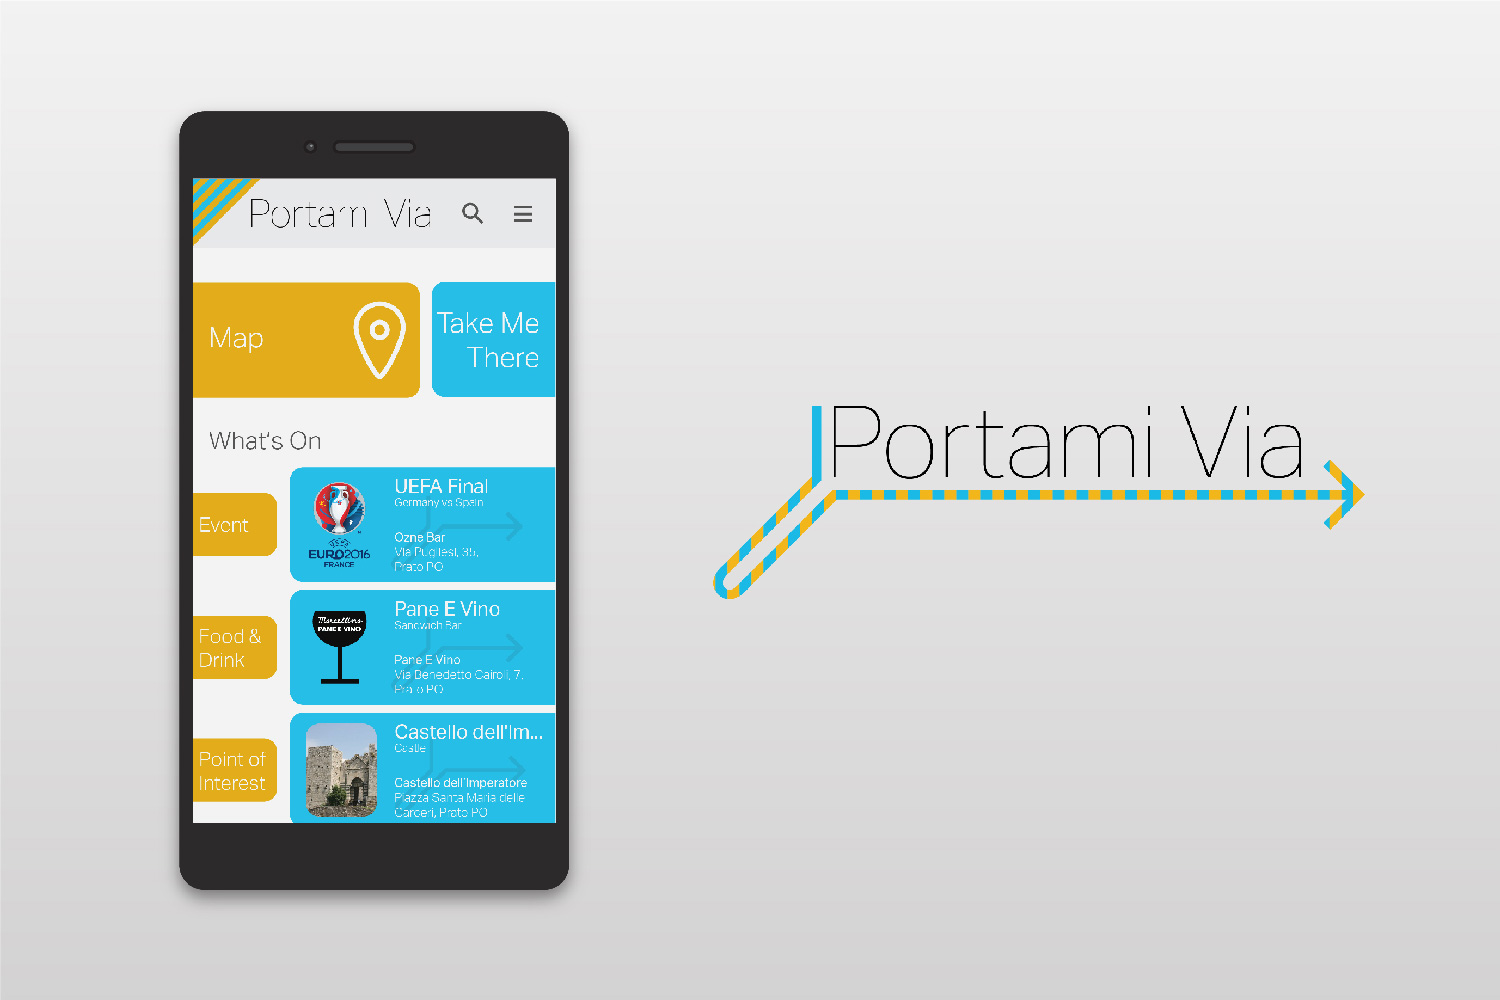 Portami Via
Map
Take Me
There
What's On
Event
UEFA Final
Germany vs Spain
Ozne Bar
Via Pugliesi, 35,
Prato PO
EURO2016
FRANCE
Food &
Drink
Marcellino
PANE E VINO
Pane E Vino
Sandwich Bar
Pane E Vino
Via Benedetto Cairoli, 7,
Prato PO
Point of
Interest
Castello dell'Im...
Castle
Castello dell'Imperatore
Piazza Santa Maria delle
Carceri, Prato PO
Portami Via